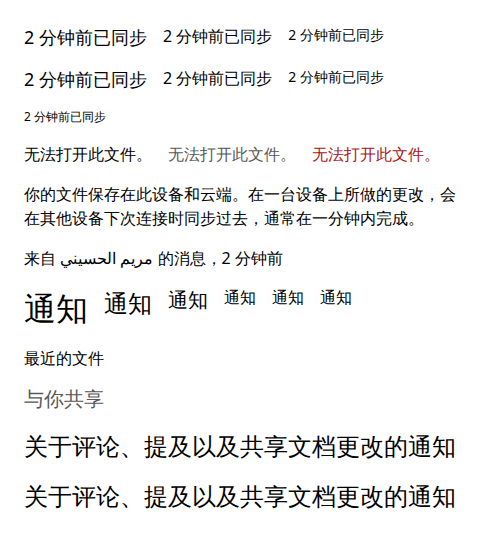 2 分钟前已同步 2 分钟前已同步 2 分钟前已同步
2 分钟前已同步 2 分钟前已同步 2 分钟前已同步
2 分钟前已同步
无法打开此文件。 无法打开此文件。 无法打开此文件。
你的文件保存在此设备和云端。在一台设备上所做的更改，会
在其他设备下次连接时同步过去，通常在一分钟内完成。
来自 مريم الحسيني 的消息，2 分钟前
通知 通知 通知 通知 通知 通知
最近的文件
与你共享
关于评论、提及以及共享文档更改的通知
关于评论、提及以及共享文档更改的通知